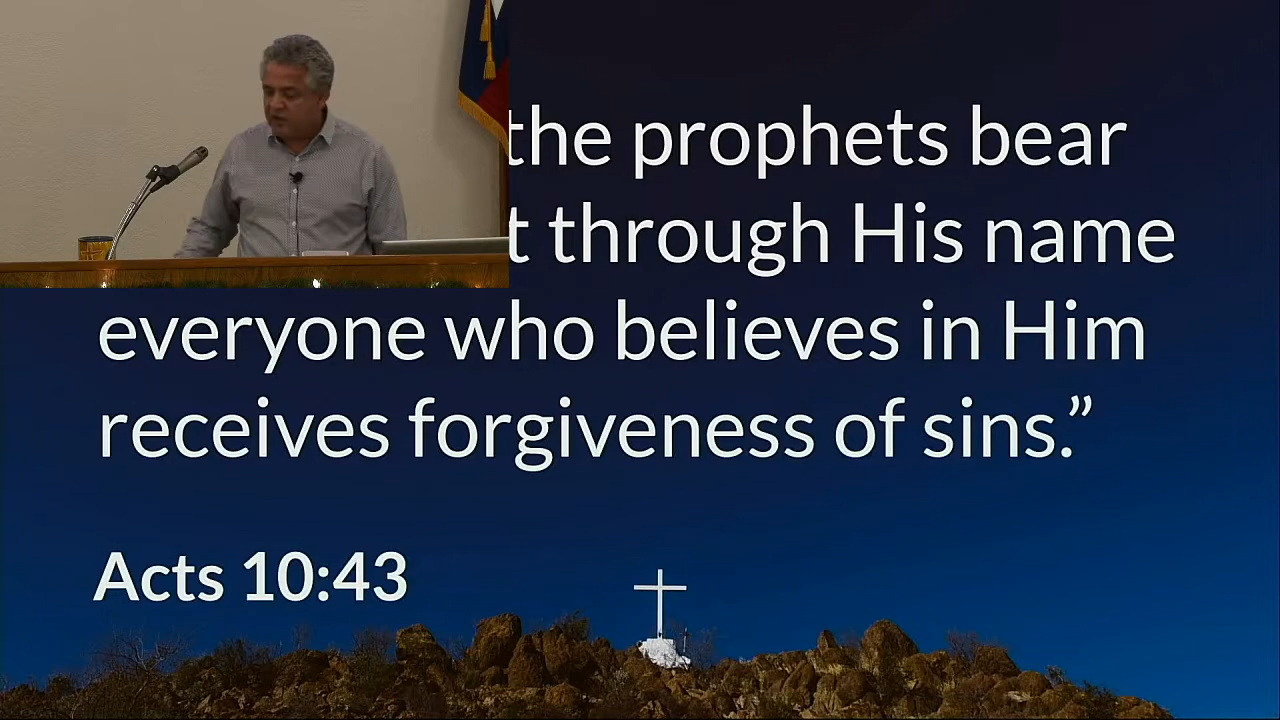 the prophets bear
t through His name
everyone who believes in Him
receives forgiveness of sins.”
Acts 10:43